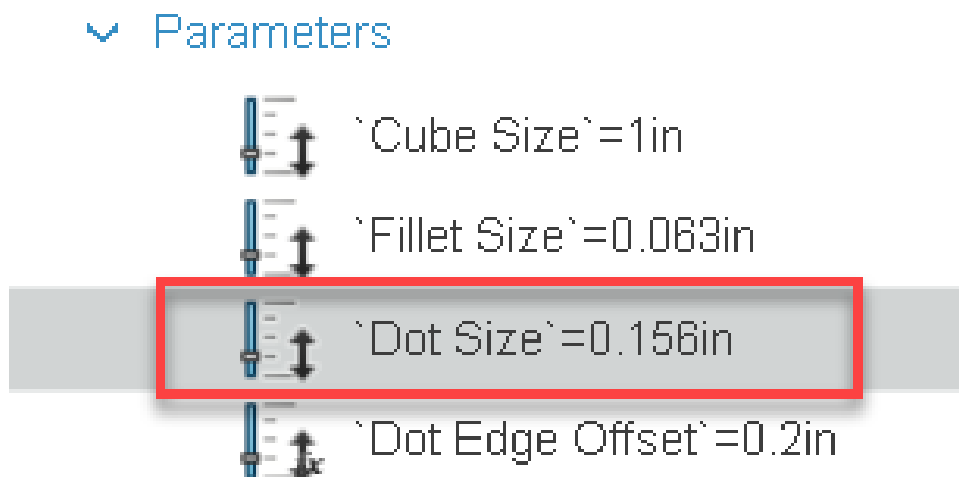 Parameters
`Cube Size`=1in
`Fillet Size`=0.063in
`Dot Size`=0.156in
`Dot Edge Offset`=0.2in